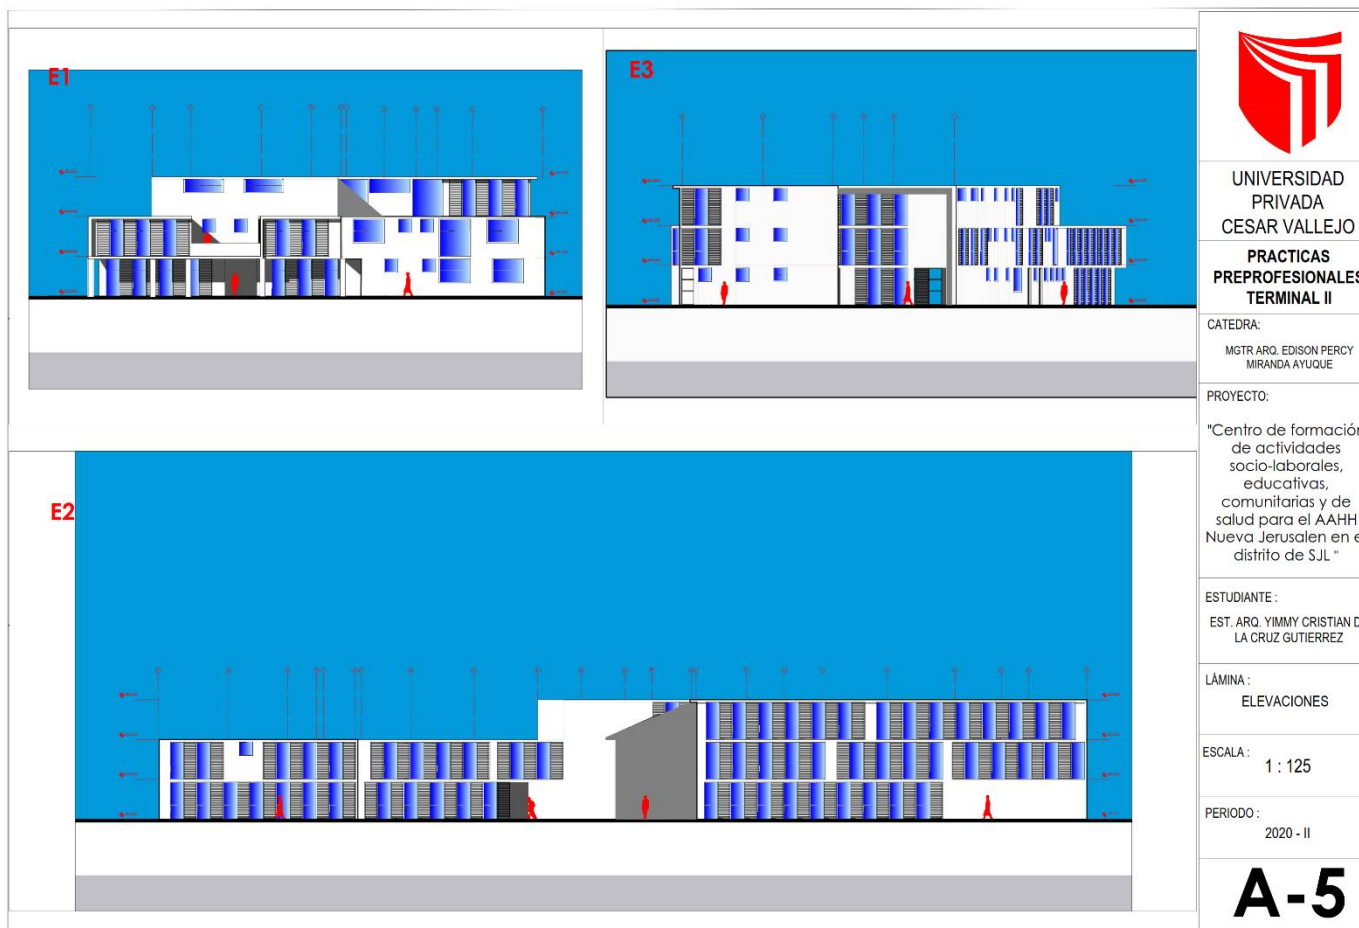 E1
E3
E2
UNIVERSIDAD
PRIVADA
CESAR VALLEJO
PRACTICAS
PREPROFESIONALES
TERMINAL II
CATEDRA:
MGTR ARQ. EDISON PERCY
MIRANDA AYUQUE
PROYECTO:
"Centro de formación
de actividades
socio-laborales,
educativas,
comunitarias y de
salud para el AAHH
Nueva Jerusalen en e
distrito de SJL "
ESTUDIANTE :
EST. ARQ. YIMMY CRISTIAN D
LA CRUZ GUTIERREZ
LÁMINA :
ELEVACIONES
ESCALA :
1 : 125
PERIODO :
2020 - II
A-5